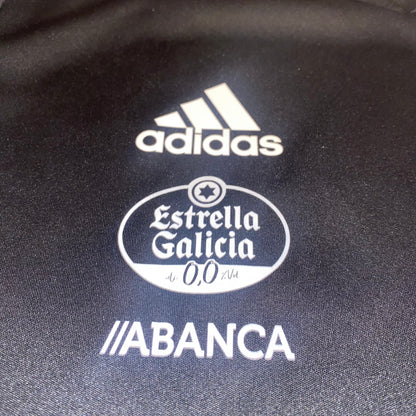 adidas
Estrella
Galicia
0,0
//ABANCA